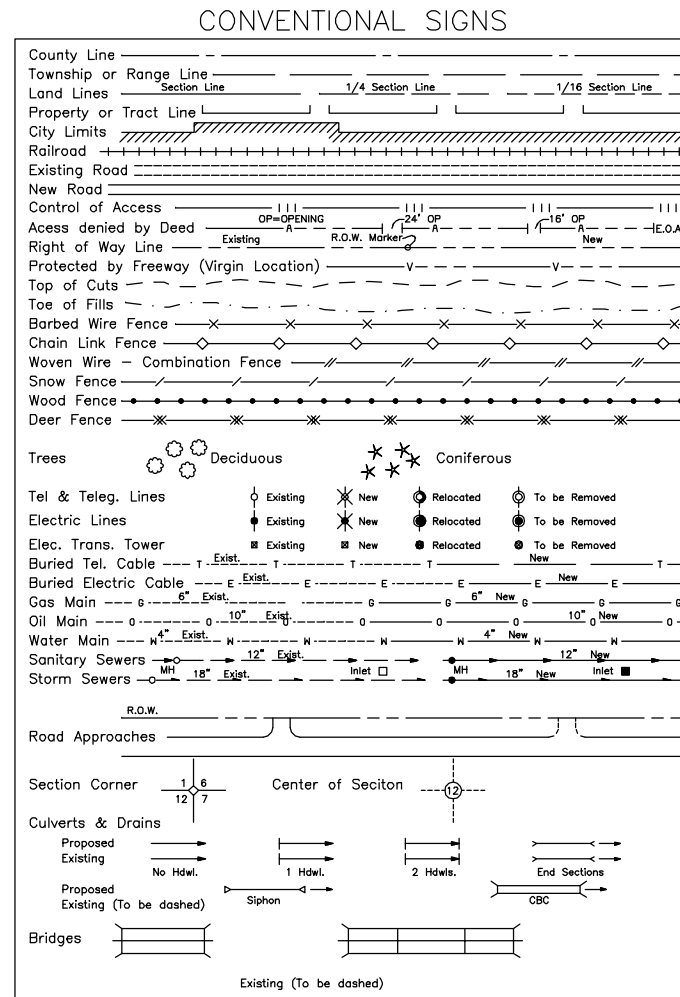 CONVENTIONAL SIGNS
County Line
Township or Range Line
Land Lines Section Line 1/4 Section Line 1/16 Section Line
Property or Tract Line
City Limits
Railroad
Existing Road
New Road
Control of Access
Acess denied by Deed OP=OPENING A 24' OP A 16' OP A E.O.A
Right of Way Line Existing R.O.W. Marker New
Protected by Freeway (Virgin Location) V V
Top of Cuts
Toe of Fills
Barbed Wire Fence
Chain Link Fence
Woven Wire – Combination Fence
Snow Fence
Wood Fence
Deer Fence
Trees Deciduous Coniferous
Tel & Teleg. Lines Existing New Relocated To be Removed
Electric Lines Existing New Relocated To be Removed
Elec. Trans. Tower Existing New Relocated To be Removed
Buried Tel. Cable T Exist. T T T New T
Buried Electric Cable E Exist. E E E E New E
Gas Main G 6" Exist. G 6" New G G G
Oil Main O O 10" Exist. O O O O O 10" New O
Water Main W 4" Exist. W W W W 4" New W W
Sanitary Sewers 12" Exist. 12" New
MH Inlet MH Inlet
Storm Sewers 18" Exist. 18" New
R.O.W.
Road Approaches
Section Corner 1 6 12 7 Center of Seciton 12
Culverts & Drains
Proposed
Existing
No Hdwl. 1 Hdwl. 2 Hdwls. End Sections
Proposed
Existing (To be dashed) Siphon CBC
Bridges
Existing (To be dashed)